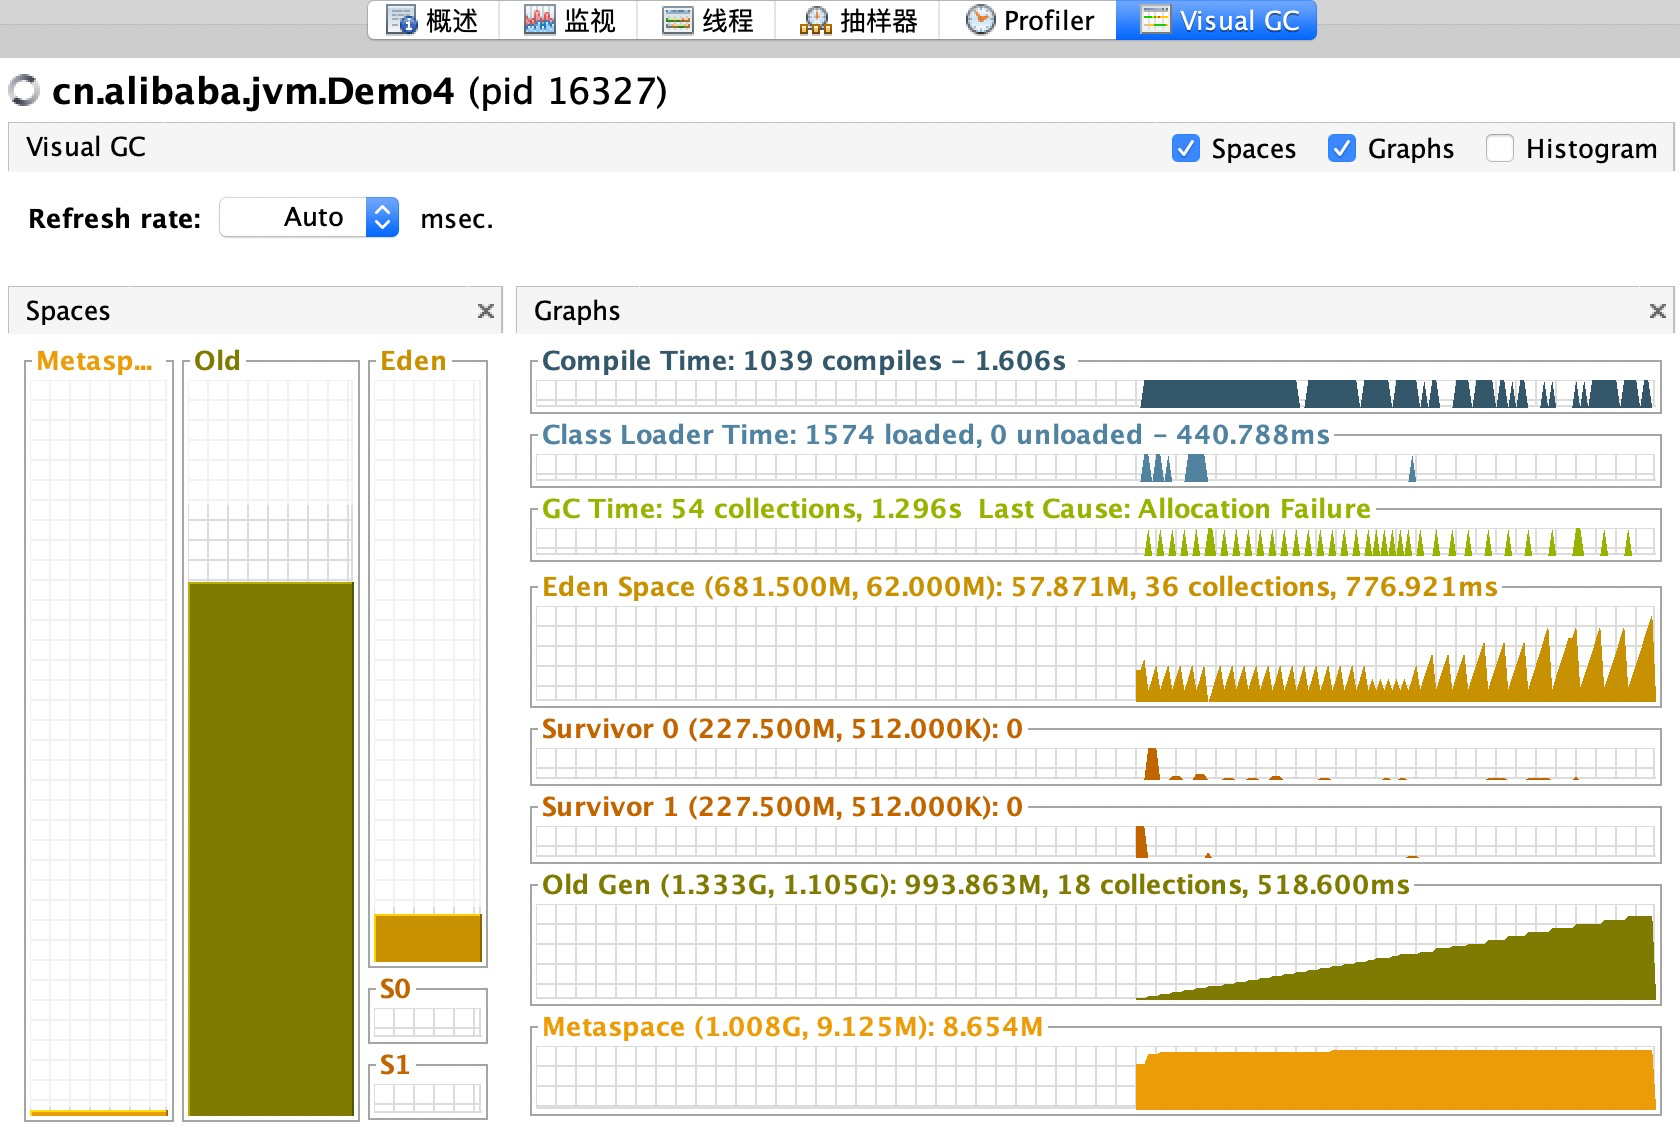 概述 监视 线程 抽样器 Profiler Visual GC
cn.alibaba.jvm.Demo4 (pid 16327)
Visual GC Spaces Graphs Histogram
Refresh rate: Auto msec.
Spaces
Metasp... Old Eden
S0
S1
Graphs
Compile Time: 1039 compiles - 1.606s
Class Loader Time: 1574 loaded, 0 unloaded - 440.788ms
GC Time: 54 collections, 1.296s Last Cause: Allocation Failure
Eden Space (681.500M, 62.000M): 57.871M, 36 collections, 776.921ms
Survivor 0 (227.500M, 512.000K): 0
Survivor 1 (227.500M, 512.000K): 0
Old Gen (1.333G, 1.105G): 993.863M, 18 collections, 518.600ms
Metaspace (1.008G, 9.125M): 8.654M